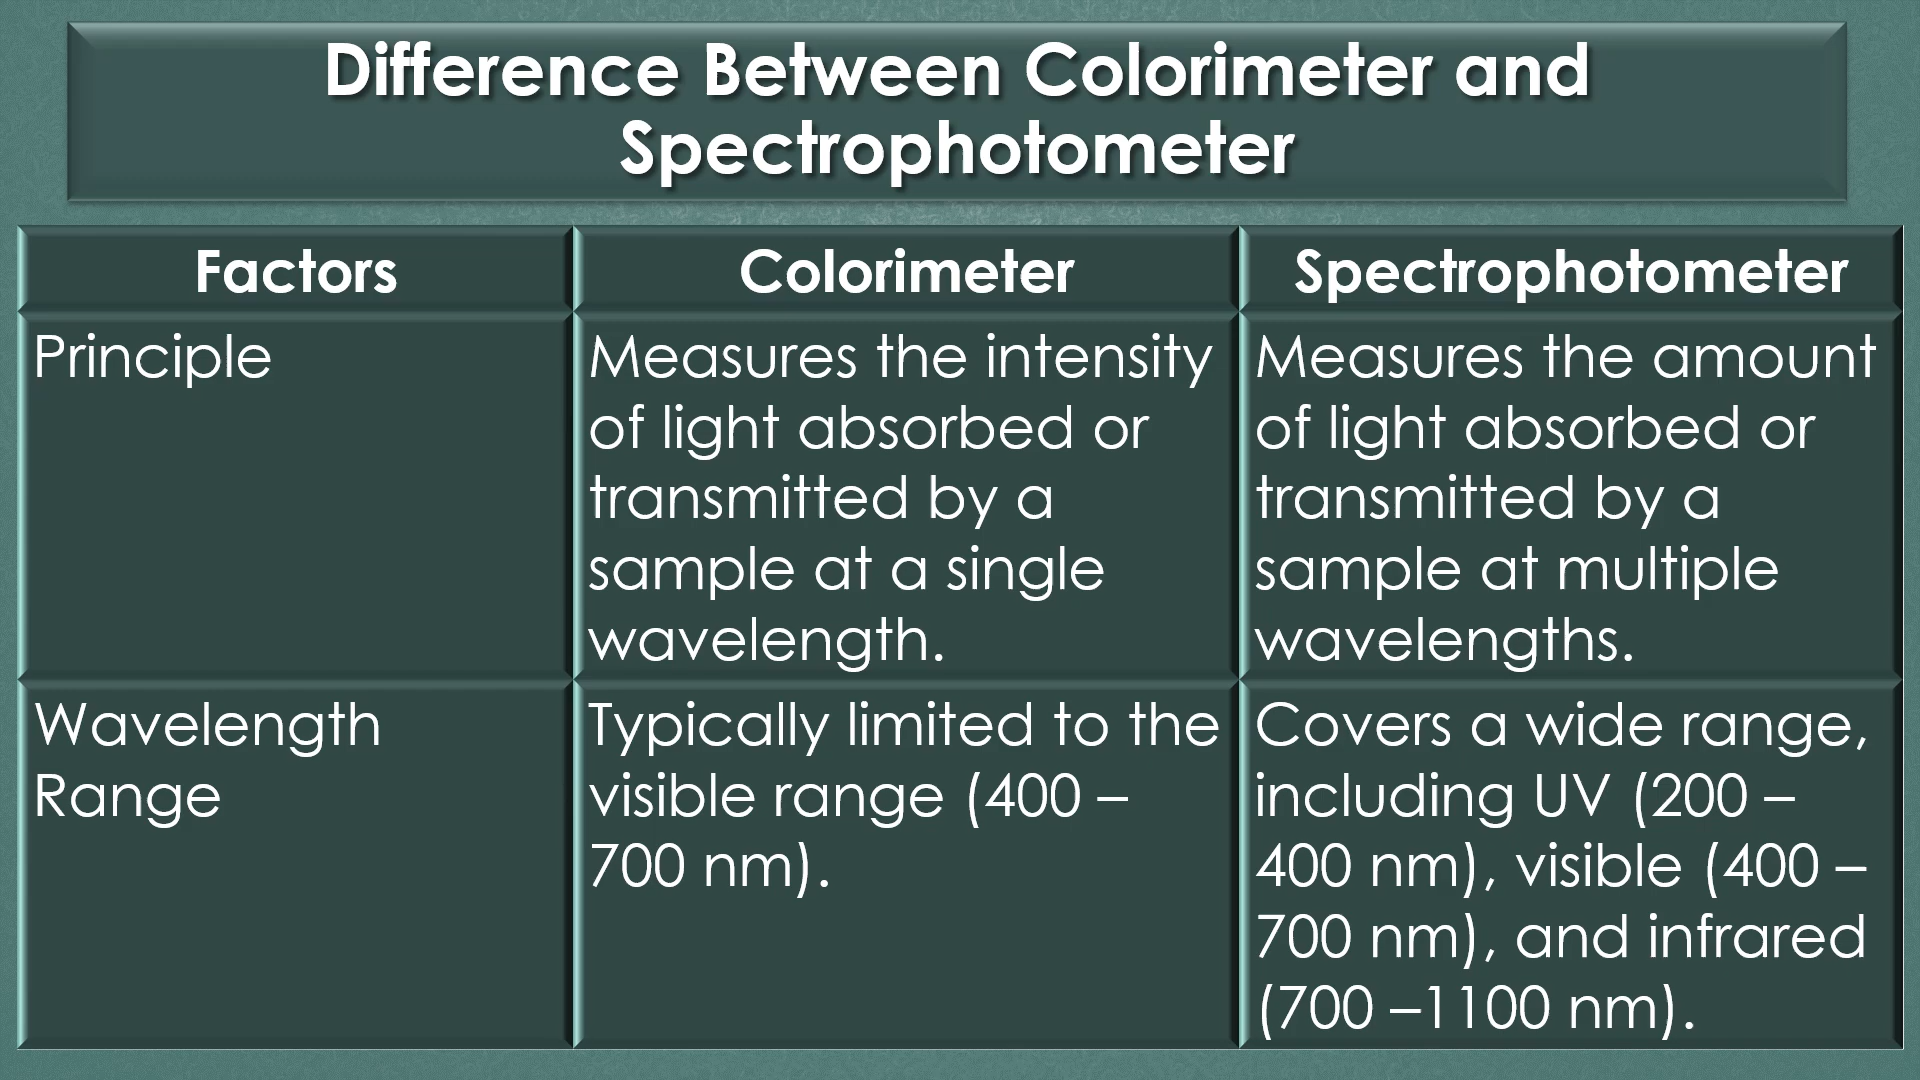 Difference Between Colorimeter and
Spectrophotometer
Factors
Colorimeter
Spectrophotometer
Principle
Measures the intensity
of light absorbed or
transmitted by a
sample at a single
wavelength.
Measures the amount
of light absorbed or
transmitted by a
sample at multiple
wavelengths.
Wavelength
Range
Typically limited to the
visible range (400 –
700 nm).
Covers a wide range,
including UV (200 –
400 nm), visible (400 –
700 nm), and infrared
(700 –1100 nm).